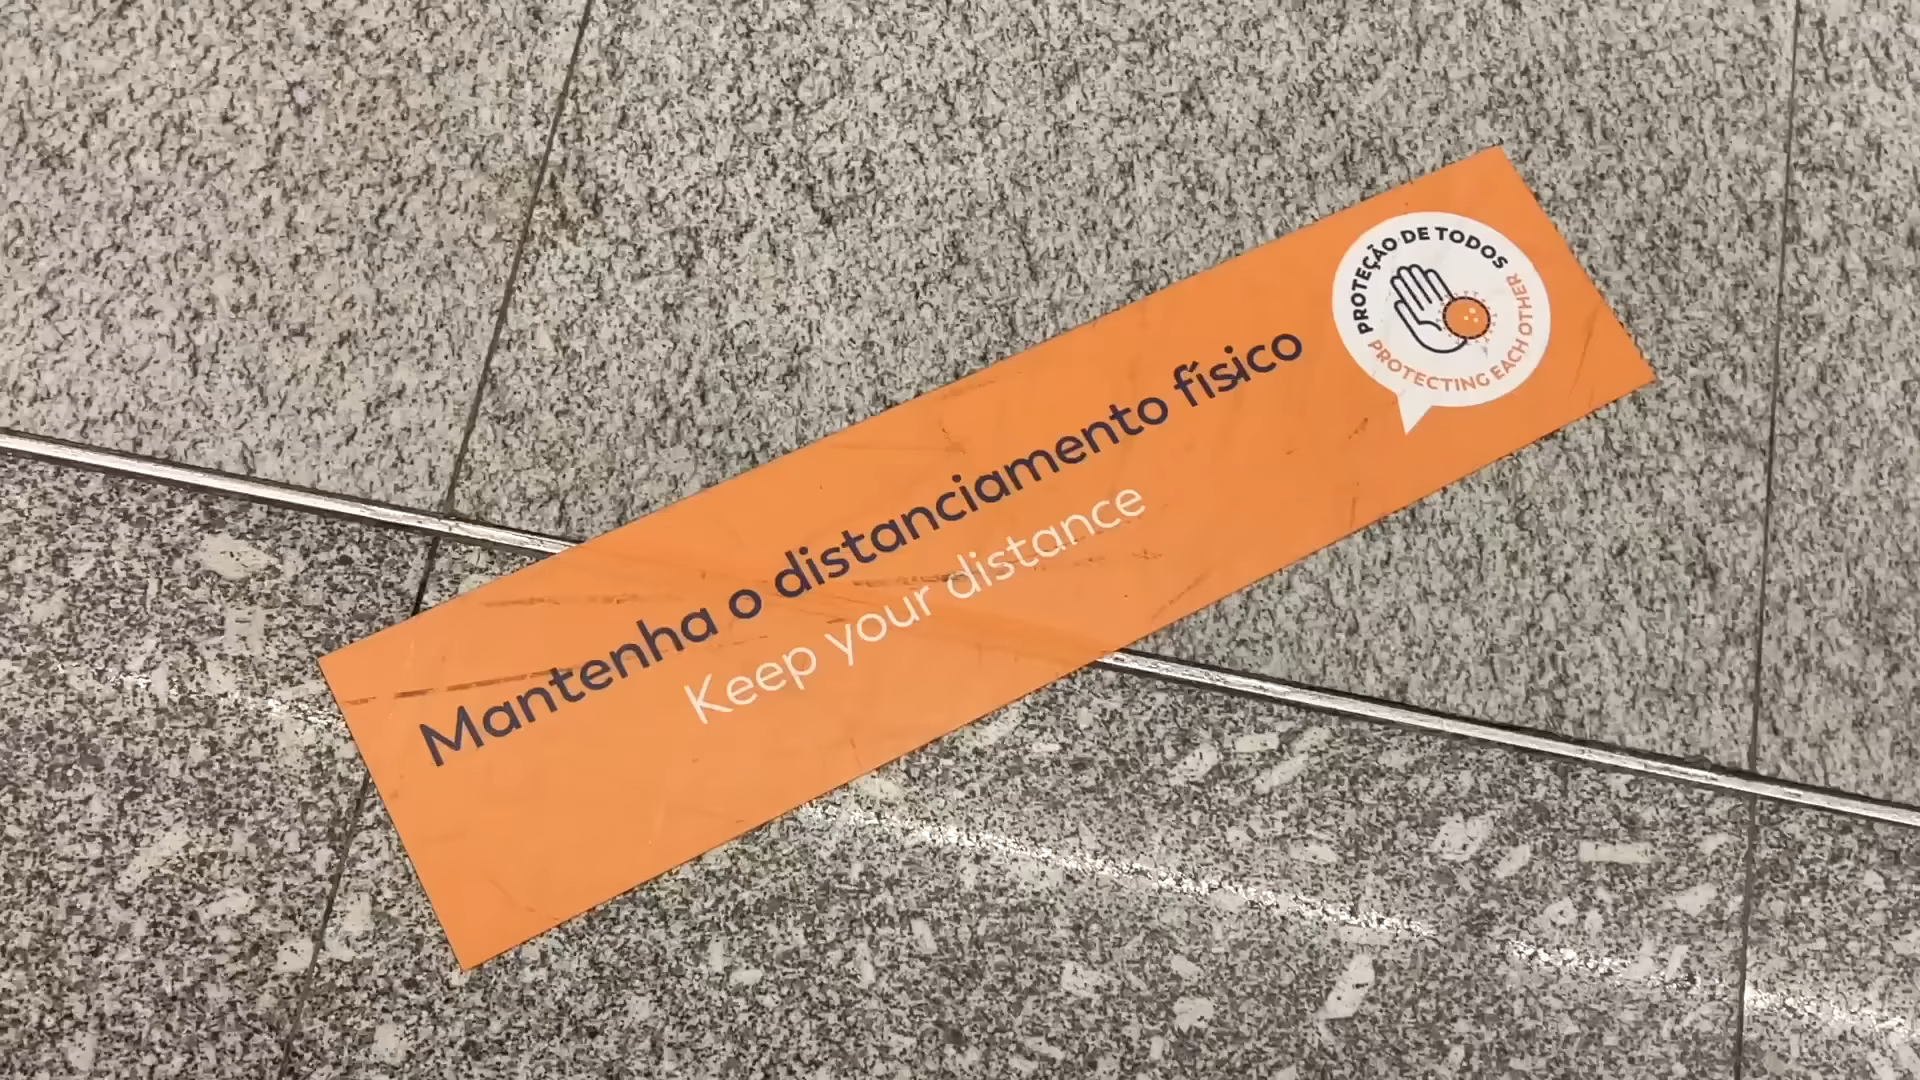 Mantenha o distanciamento físico
Keep your distance
PROTEÇÃO DE TODOS
PROTECTING EACH OTHER